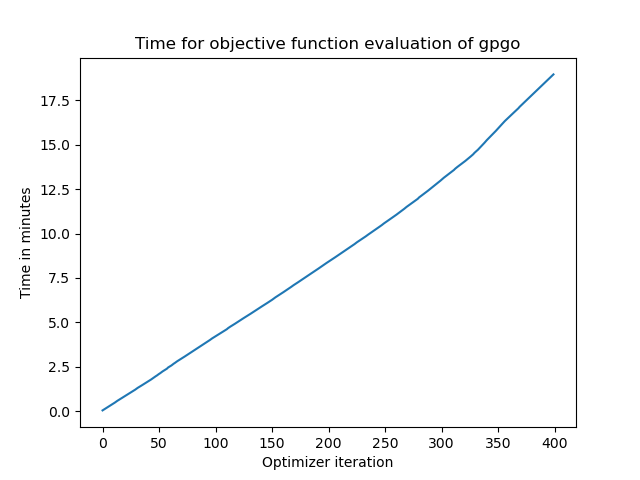 Time for objective function evaluation of gpgo
17.5
15.0
12.5
10.0
7.5
5.0
2.5
0.0
Time in minutes
0 50 100 150 200 250 300 350 400
Optimizer iteration